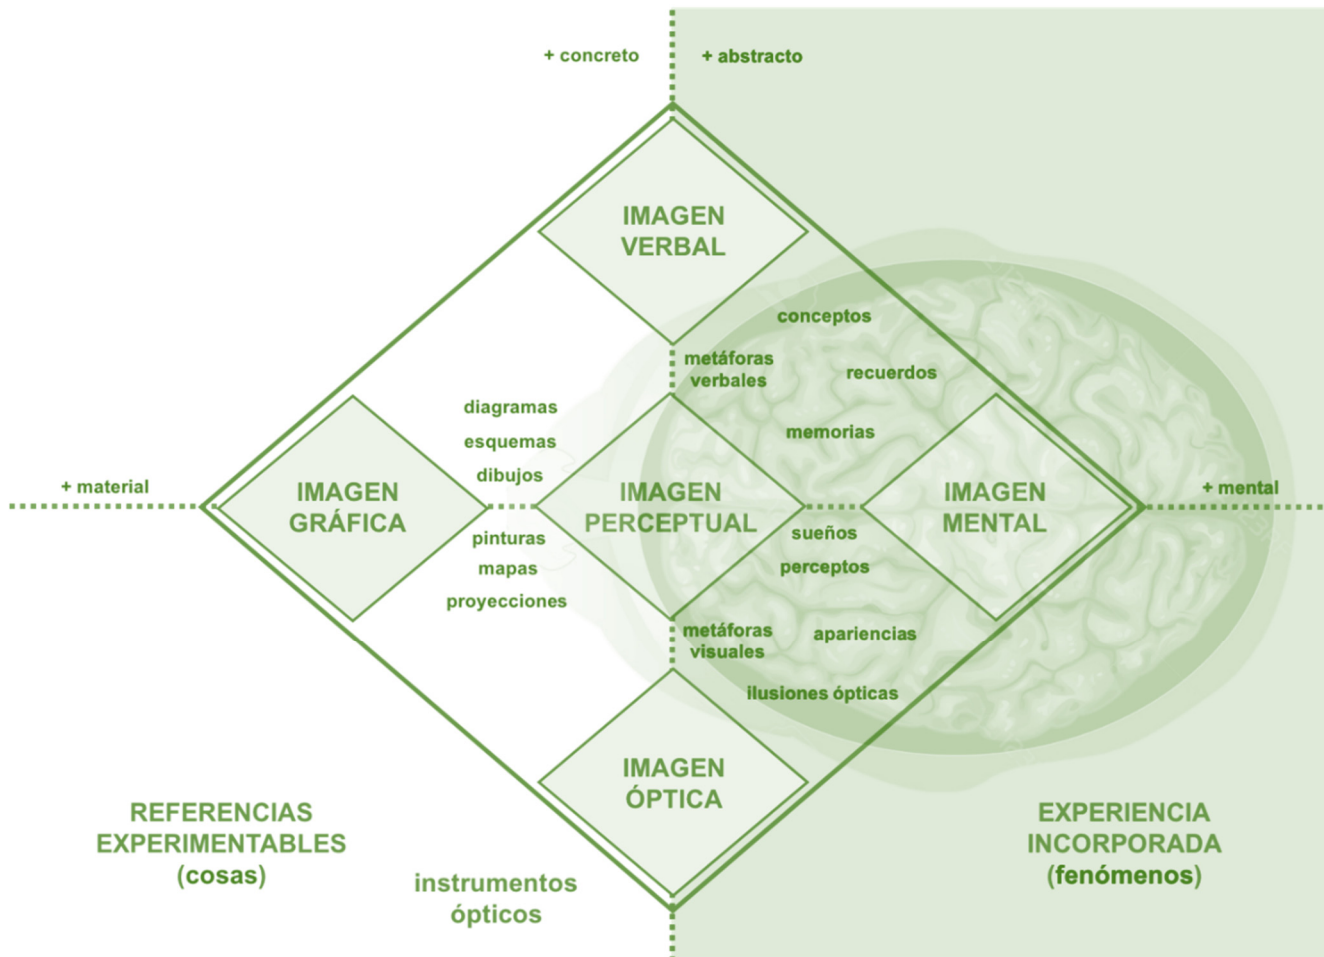 + concreto
+ abstracto
IMAGEN
VERBAL
conceptos
metáforas
verbales
recuerdos
diagramas
esquemas
memorias
dibujos
+ material
IMAGEN
GRÁFICA
IMAGEN
PERCEPTUAL
IMAGEN
MENTAL
+ mental
pinturas
sueños
mapas
perceptos
proyecciones
metáforas
visuales
apariencias
ilusiones ópticas
IMAGEN
ÓPTICA
REFERENCIAS
EXPERIMENTABLES
(cosas)
EXPERIENCIA
INCORPORADA
(fenómenos)
instrumentos
ópticos